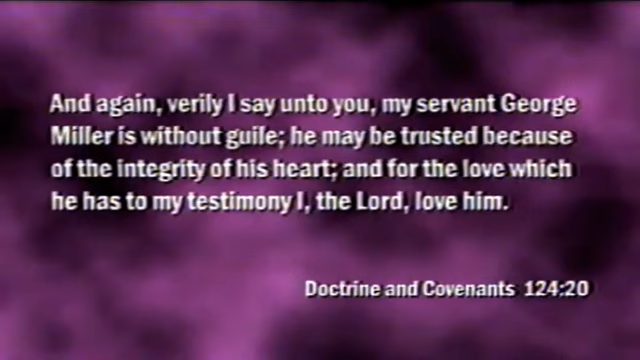 And again, verily I say unto you, my servant George
Miller is without guile; he may be trusted because
of the integrity of his heart; and for the love which
he has to my testimony I, the Lord, love him.
Doctrine and Covenants 124:20